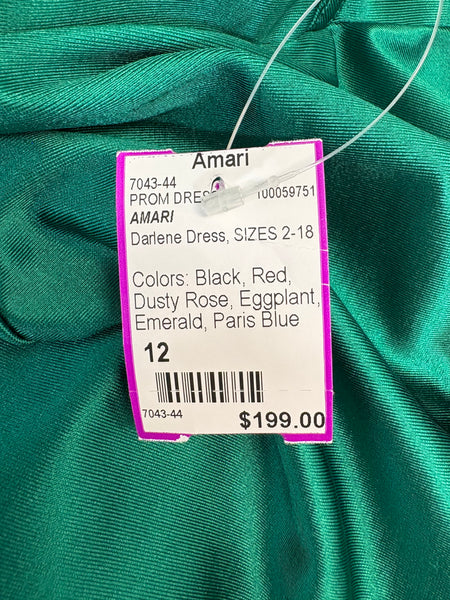 Amari
7043-44
PROM DRES 100059751
AMARI
Darlene Dress, SIZES 2-18
Colors: Black, Red,
Dusty Rose, Eggplant,
Emerald, Paris Blue
12
7043-44
$199.00